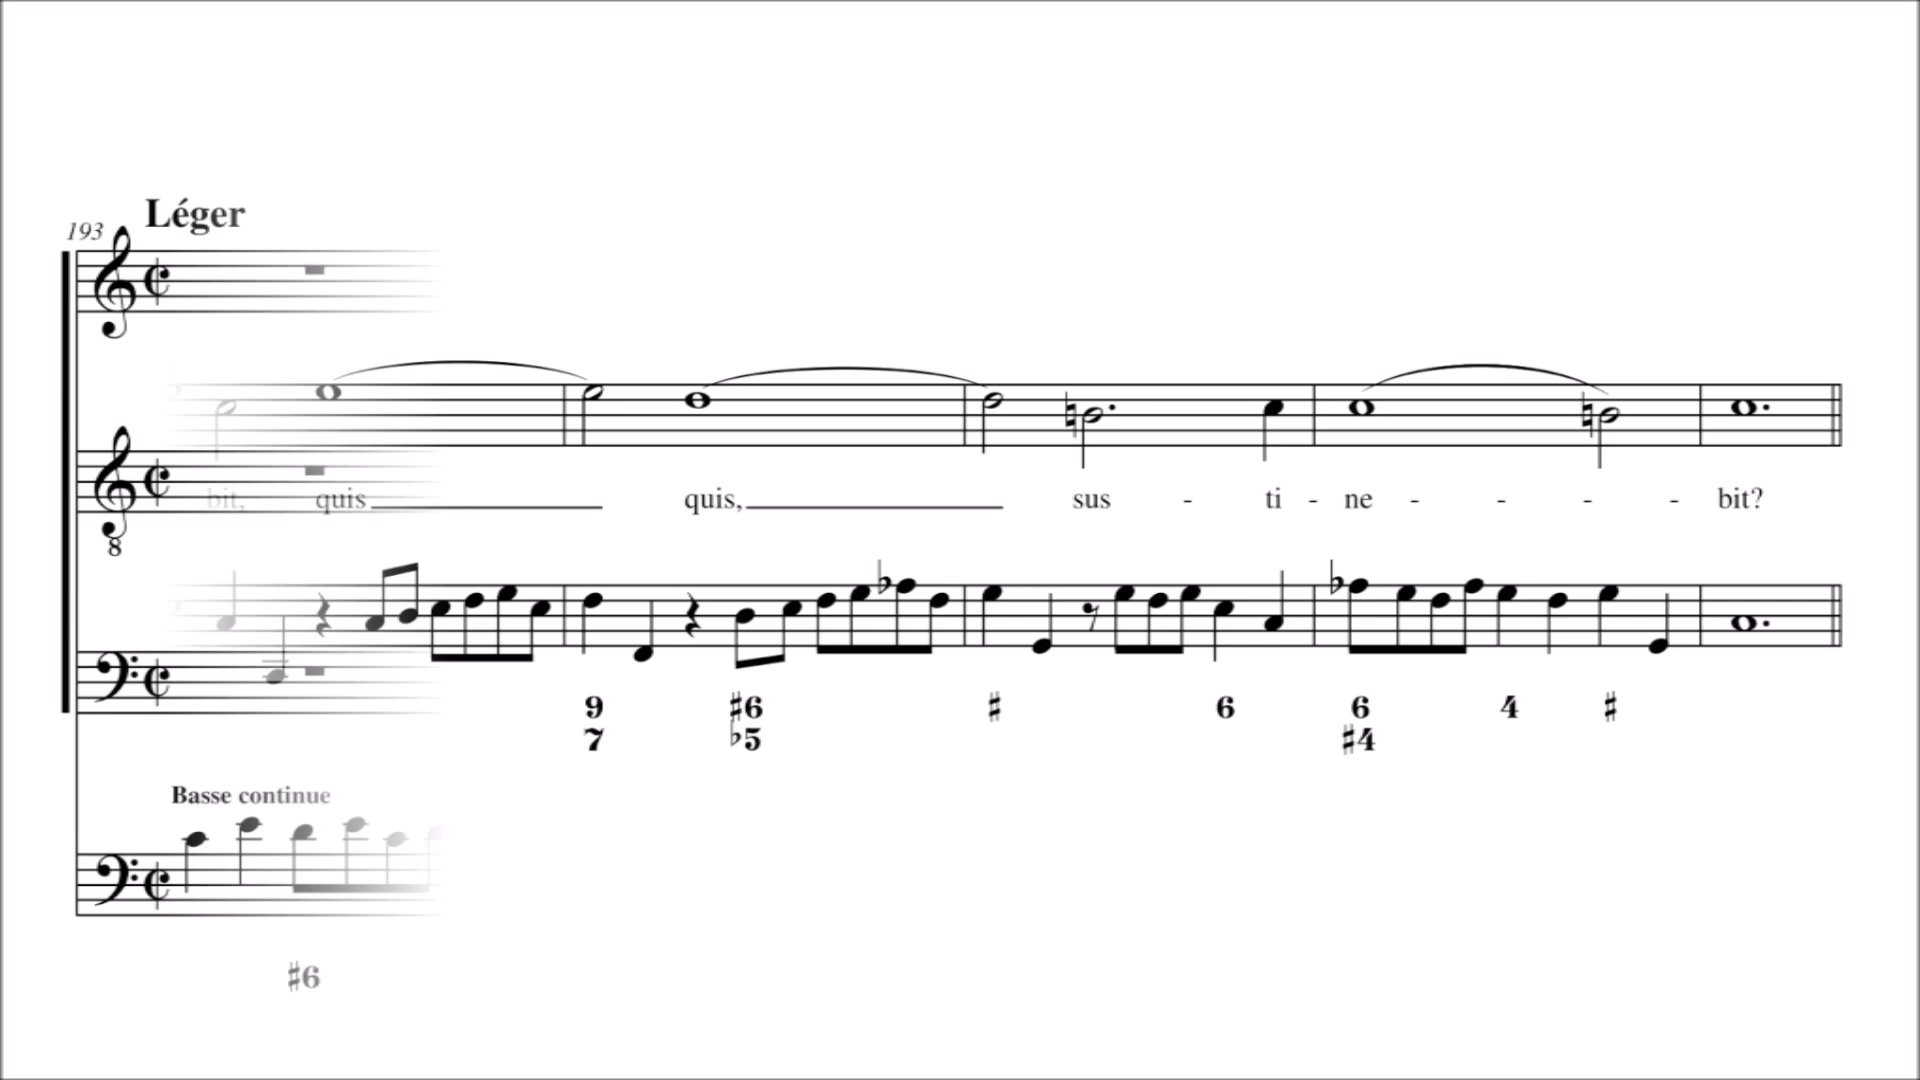 Léger
193
bit, quis quis, sus - ti - ne - - - - bit?
8
9 ♯6 ♯ 6 6 4 ♯
7 ♭5 ♯4
Basse continue
♯6